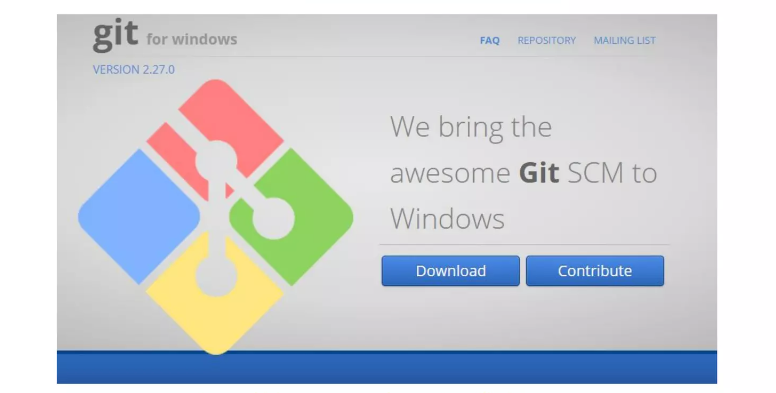 git for windows
FAQ REPOSITORY MAILING LIST
VERSION 2.27.0
We bring the
awesome Git SCM to
Windows
Download Contribute